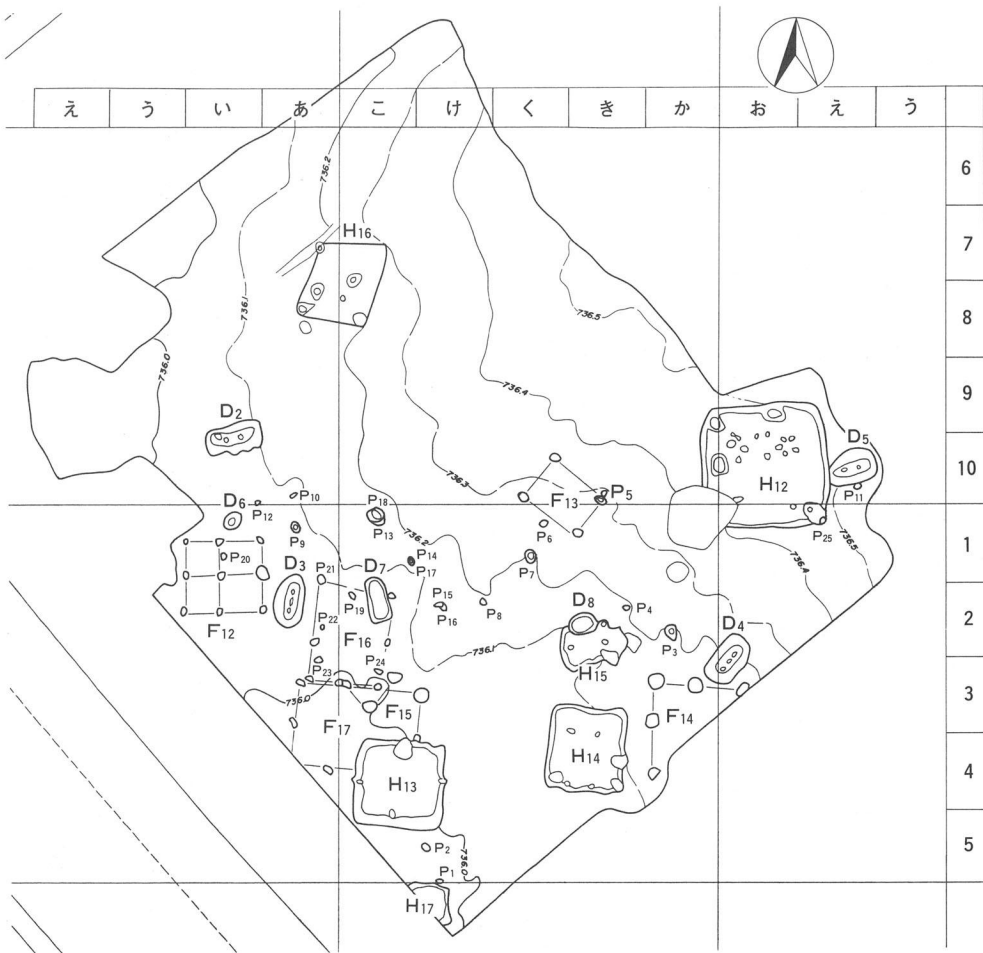 え う い あ こ け く き か お え う
6
736.2
H16
7
736.1
8
736.5
736.0
9
736.4
D2
D5
10
736.3
H12
P10
P18
F13
P5
P11
D6
P12
P9
P13
736.2
P6
P25
736.5
1
P14
P17
P7
736.4
P20
D3
P21
D7
P19
P15
P16
P8
D8
P4
2
F12
P22
F16
P3
D4
736.1
H15
P23
P24
3
736.0
F15
F14
F17
H14
4
H13
5
P2
P1
736.0
H17